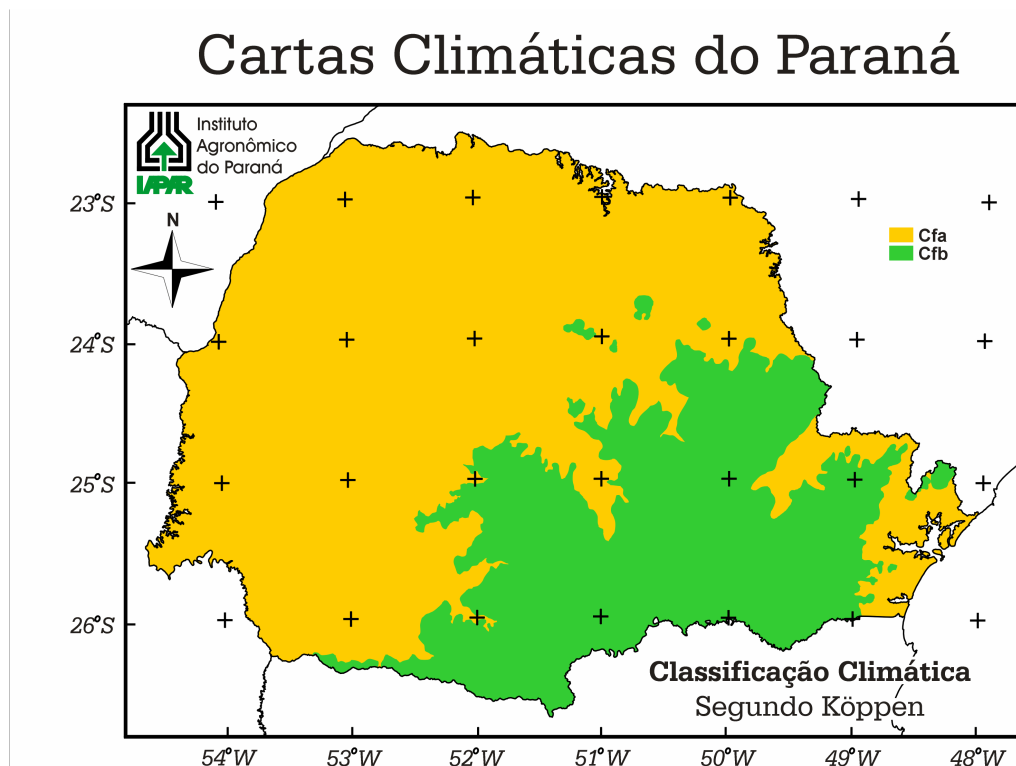 Cartas Climáticas do Paraná
Instituto
Agronômico
do Paraná
IAPAR
N
23°S
24°S
25°S
26°S
Cfa
Cfb
Classificação Climática
Segundo Köppen
54°W
53°W
52°W
51°W
50°W
49°W
48°W